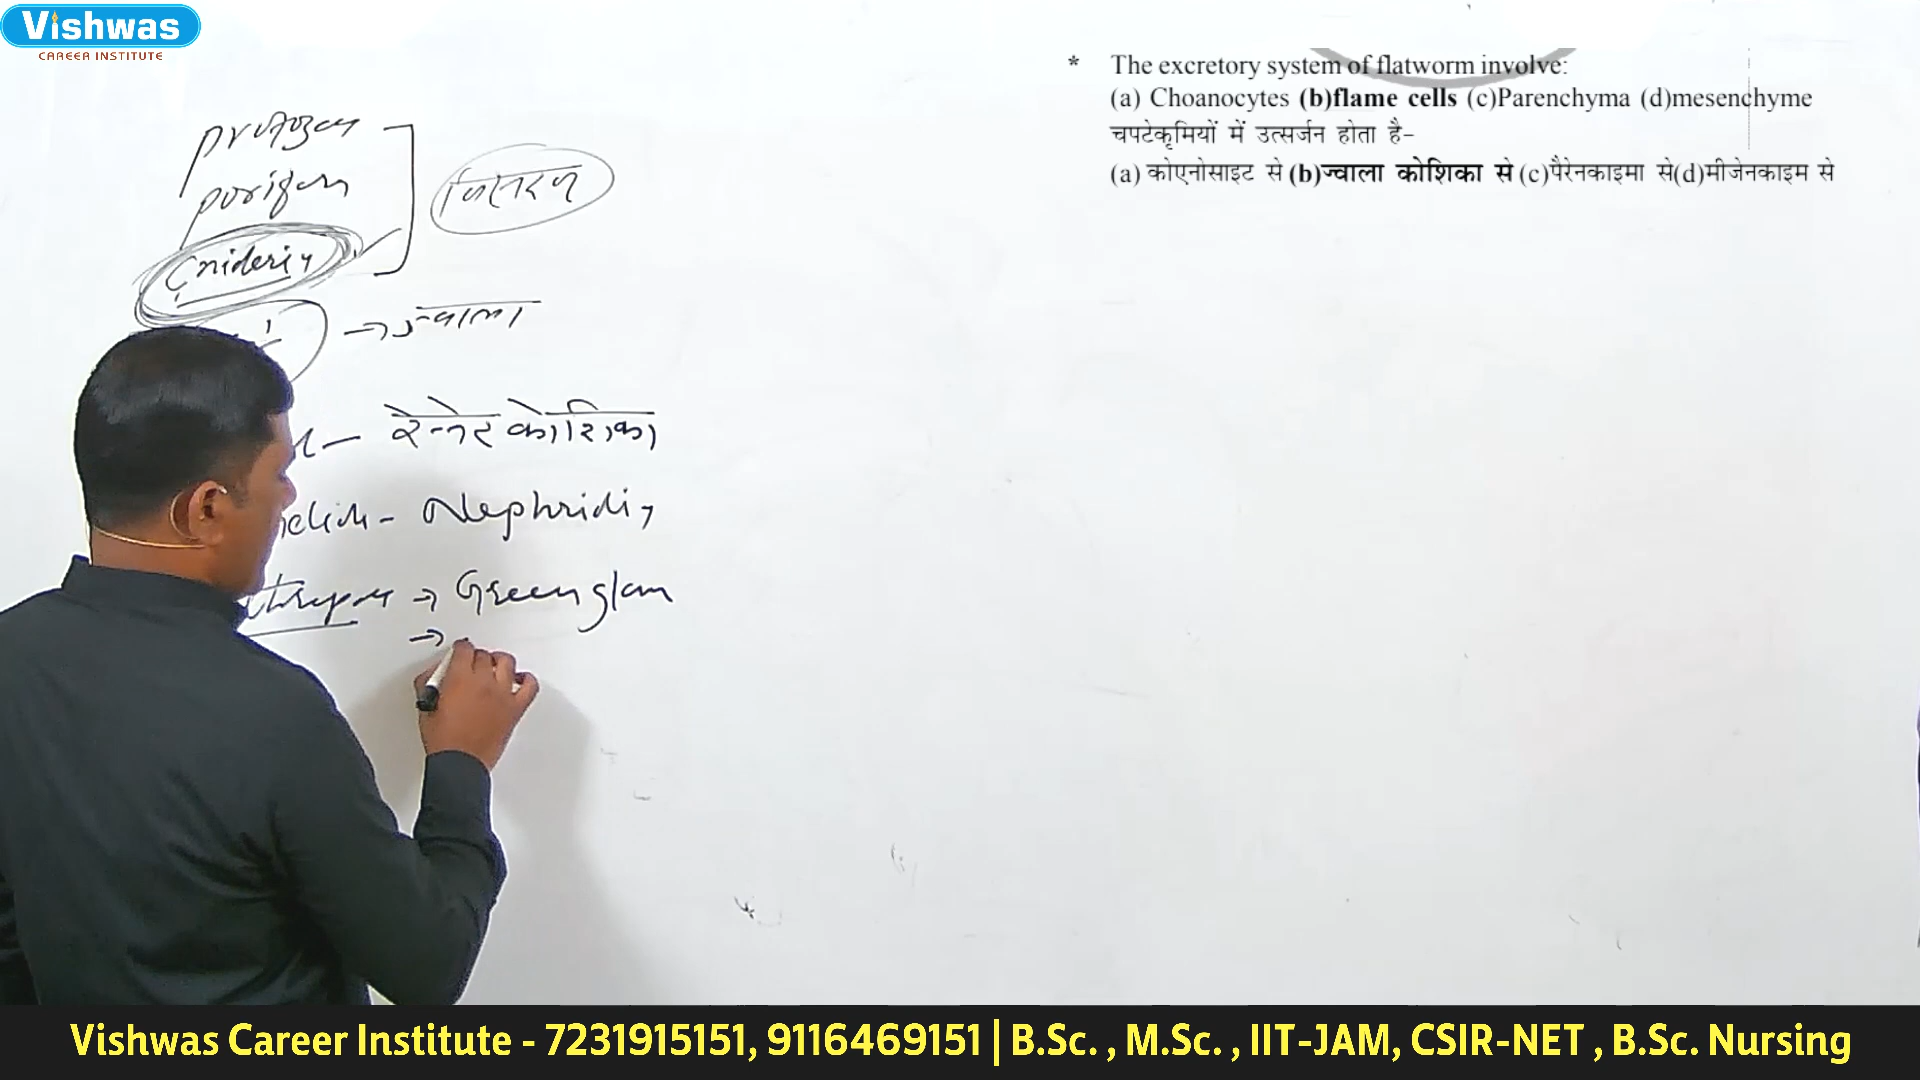 Vishwas
CAREER INSTITUTE
* The excretory system of flatworm involve:
(a) Choanocytes (b)flame cells (c)Parenchyma (d)mesenchyme
चपटेकृमियों में उत्सर्जन होता है-
(a) कोएनोसाइट से (b)ज्वाला कोशिका से (c)पैरेनकाइमा से(d)मीजेनकाइम से
protozoa
porifera
विसरण
Cnideria
→ ज्वाला
- रेनेट कोशिका
- Nephridia
→ Green glan
→
Vishwas Career Institute - 7231915151, 9116469151 | B.Sc. , M.Sc. , IIT-JAM, CSIR-NET , B.Sc. Nursing